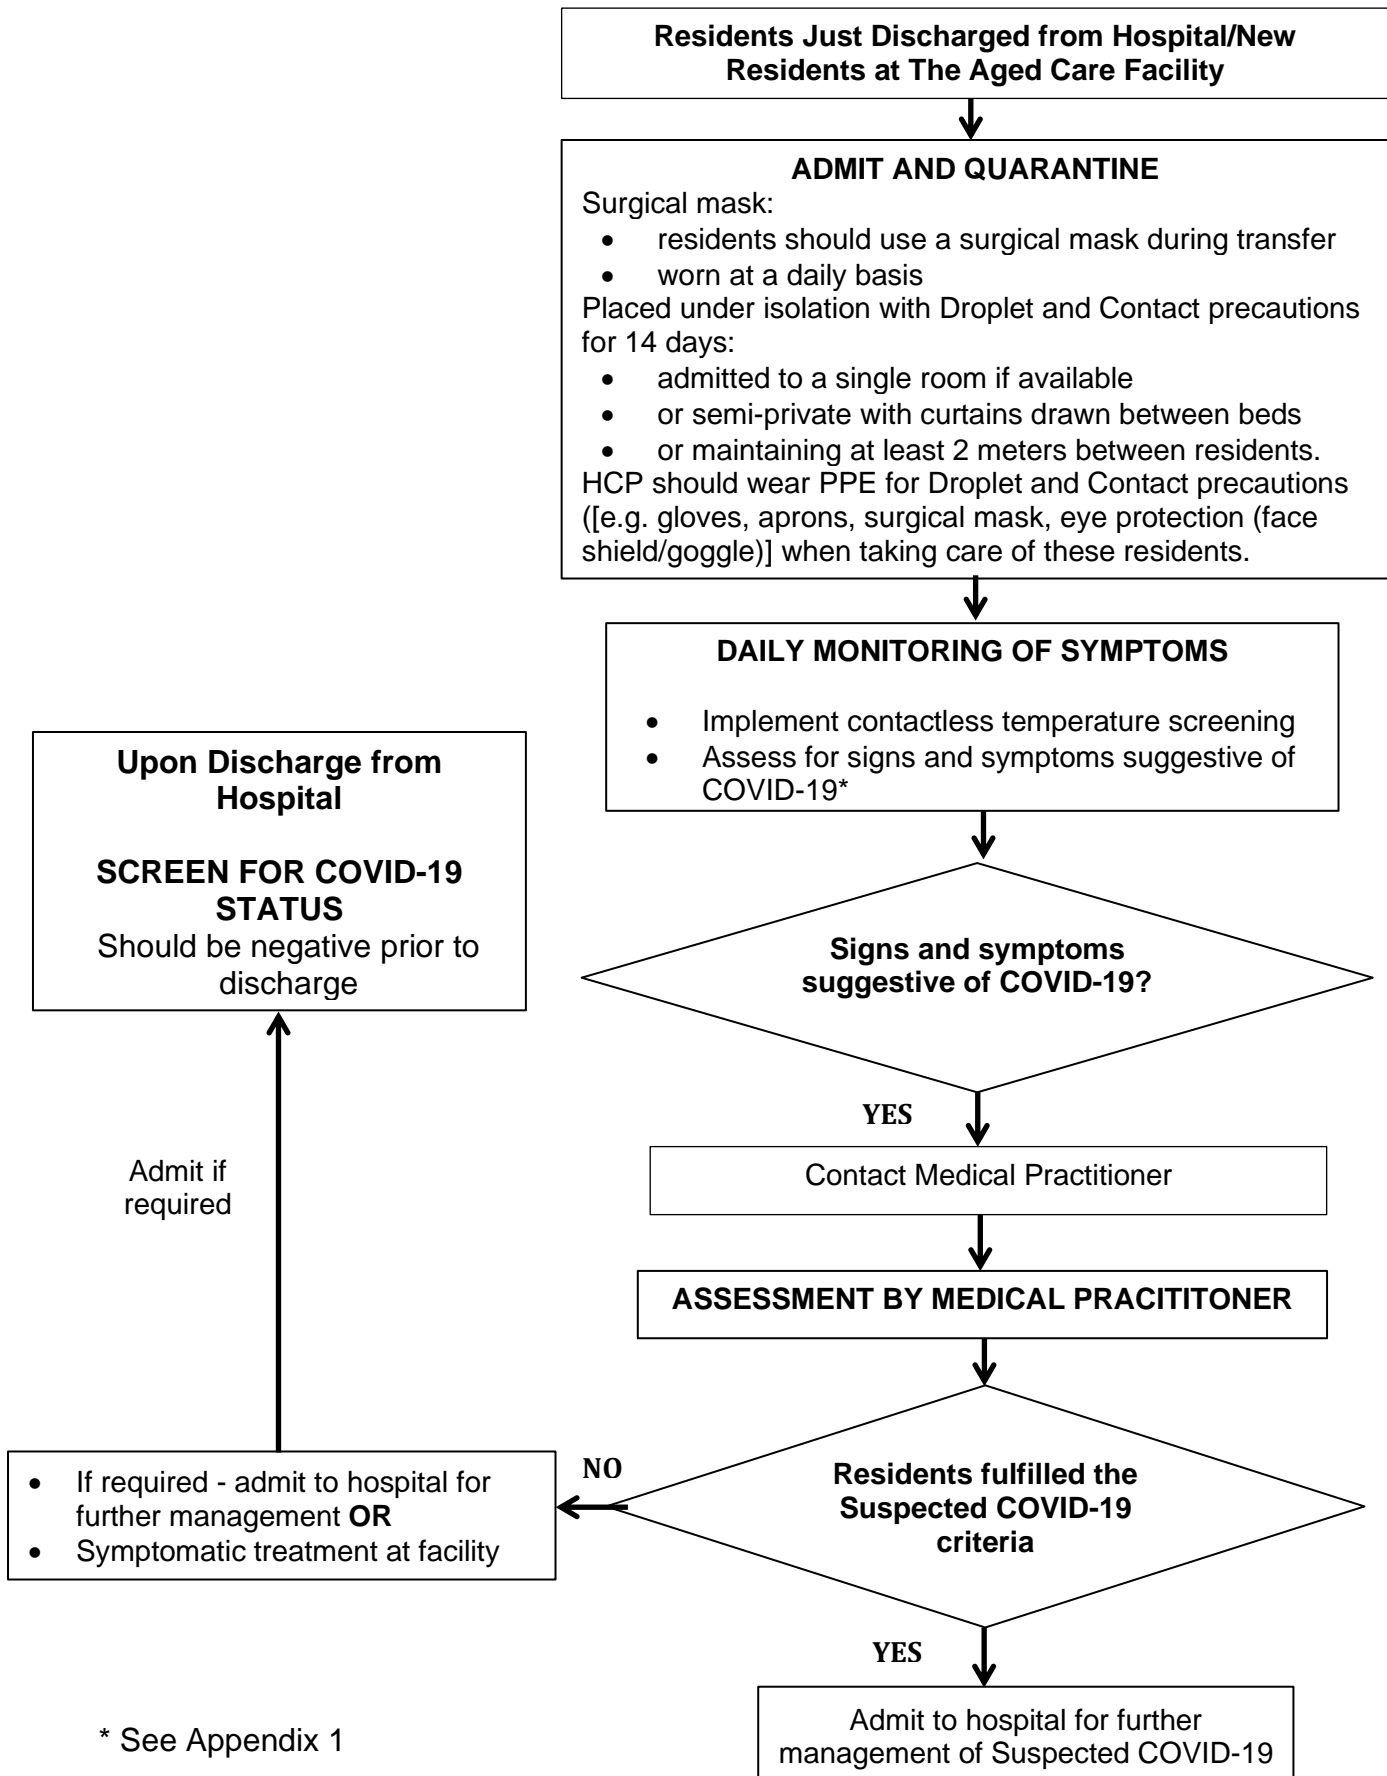 Residents Just Discharged from Hospital/New
Residents at The Aged Care Facility
ADMIT AND QUARANTINE
Surgical mask:
• residents should use a surgical mask during transfer
• worn at a daily basis
Placed under isolation with Droplet and Contact precautions
for 14 days:
• admitted to a single room if available
• or semi-private with curtains drawn between beds
• or maintaining at least 2 meters between residents.
HCP should wear PPE for Droplet and Contact precautions
([e.g. gloves, aprons, surgical mask, eye protection (face
shield/goggle)] when taking care of these residents.
DAILY MONITORING OF SYMPTOMS
• Implement contactless temperature screening
• Assess for signs and symptoms suggestive of
COVID-19*
Upon Discharge from
Hospital
SCREEN FOR COVID-19
STATUS
Should be negative prior to
discharge
Signs and symptoms
suggestive of COVID-19?
YES
Contact Medical Practitioner
Admit if
required
ASSESSMENT BY MEDICAL PRACITITONER
• If required - admit to hospital for
further management OR
• Symptomatic treatment at facility
NO
Residents fulfilled the
Suspected COVID-19
criteria
YES
Admit to hospital for further
management of Suspected COVID-19
* See Appendix 1